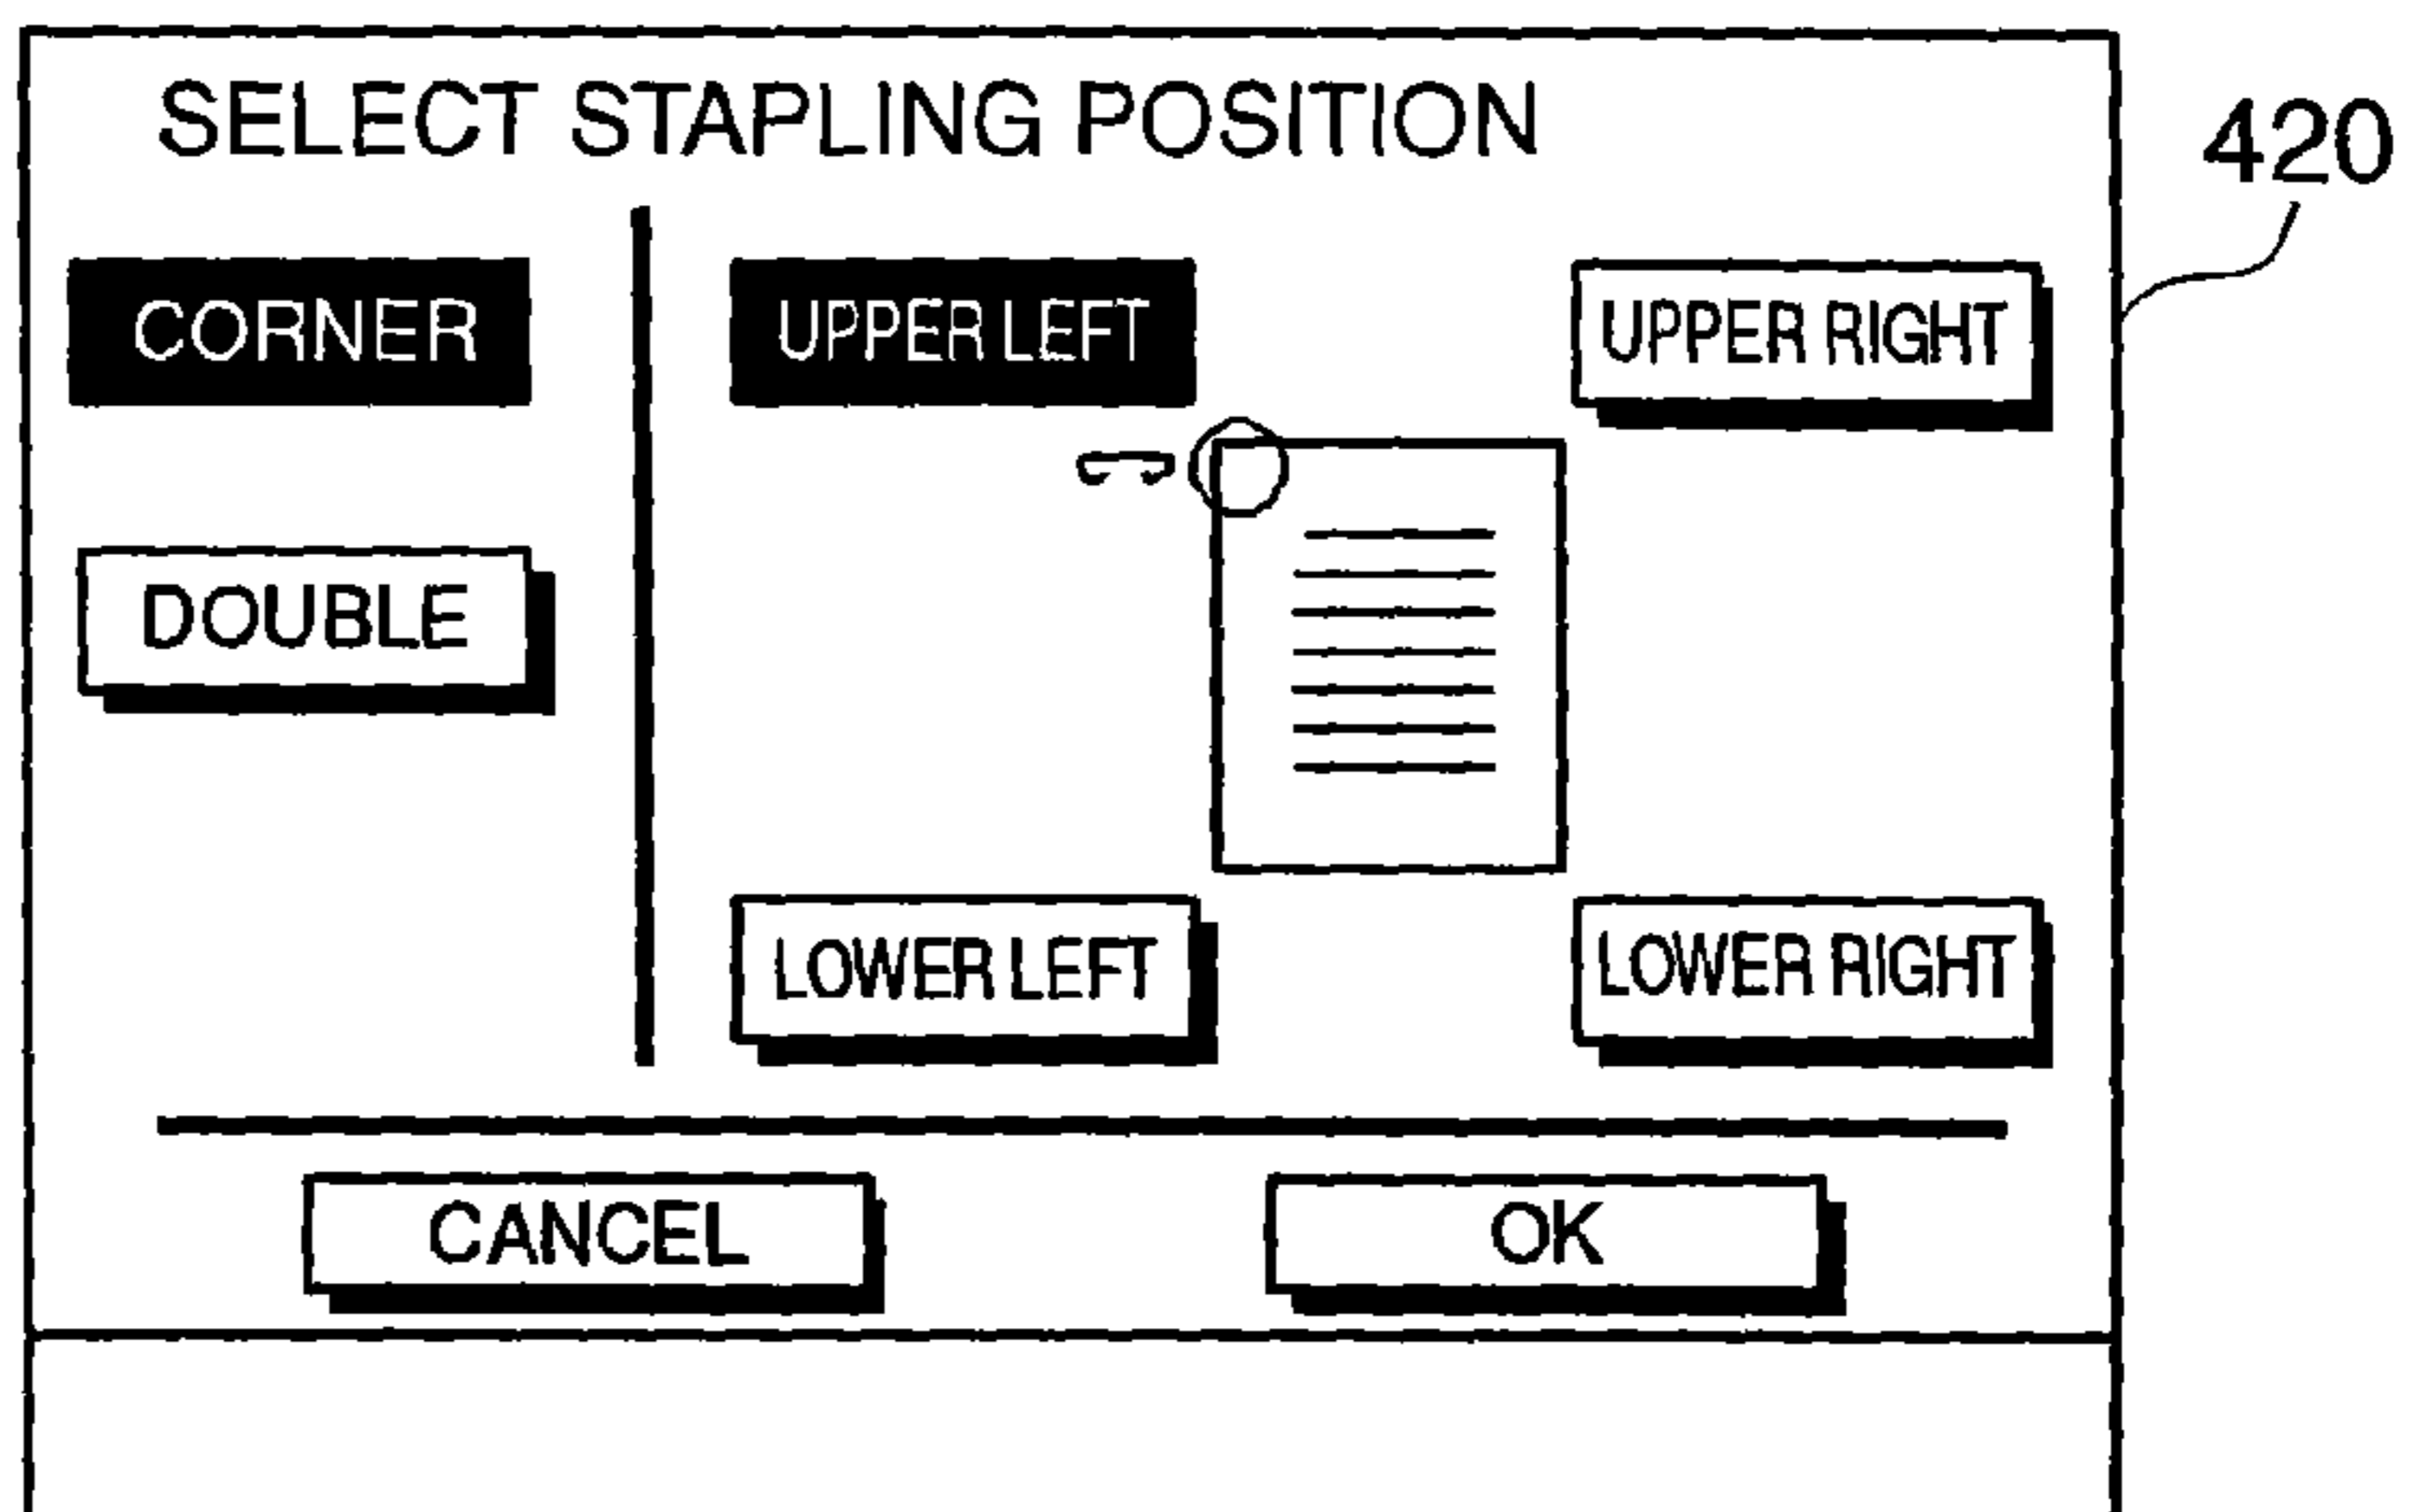 SELECT STAPLING POSITION
420
CORNER
UPPER LEFT
UPPER RIGHT
DOUBLE
LOWER LEFT
LOWER RIGHT
CANCEL
OK